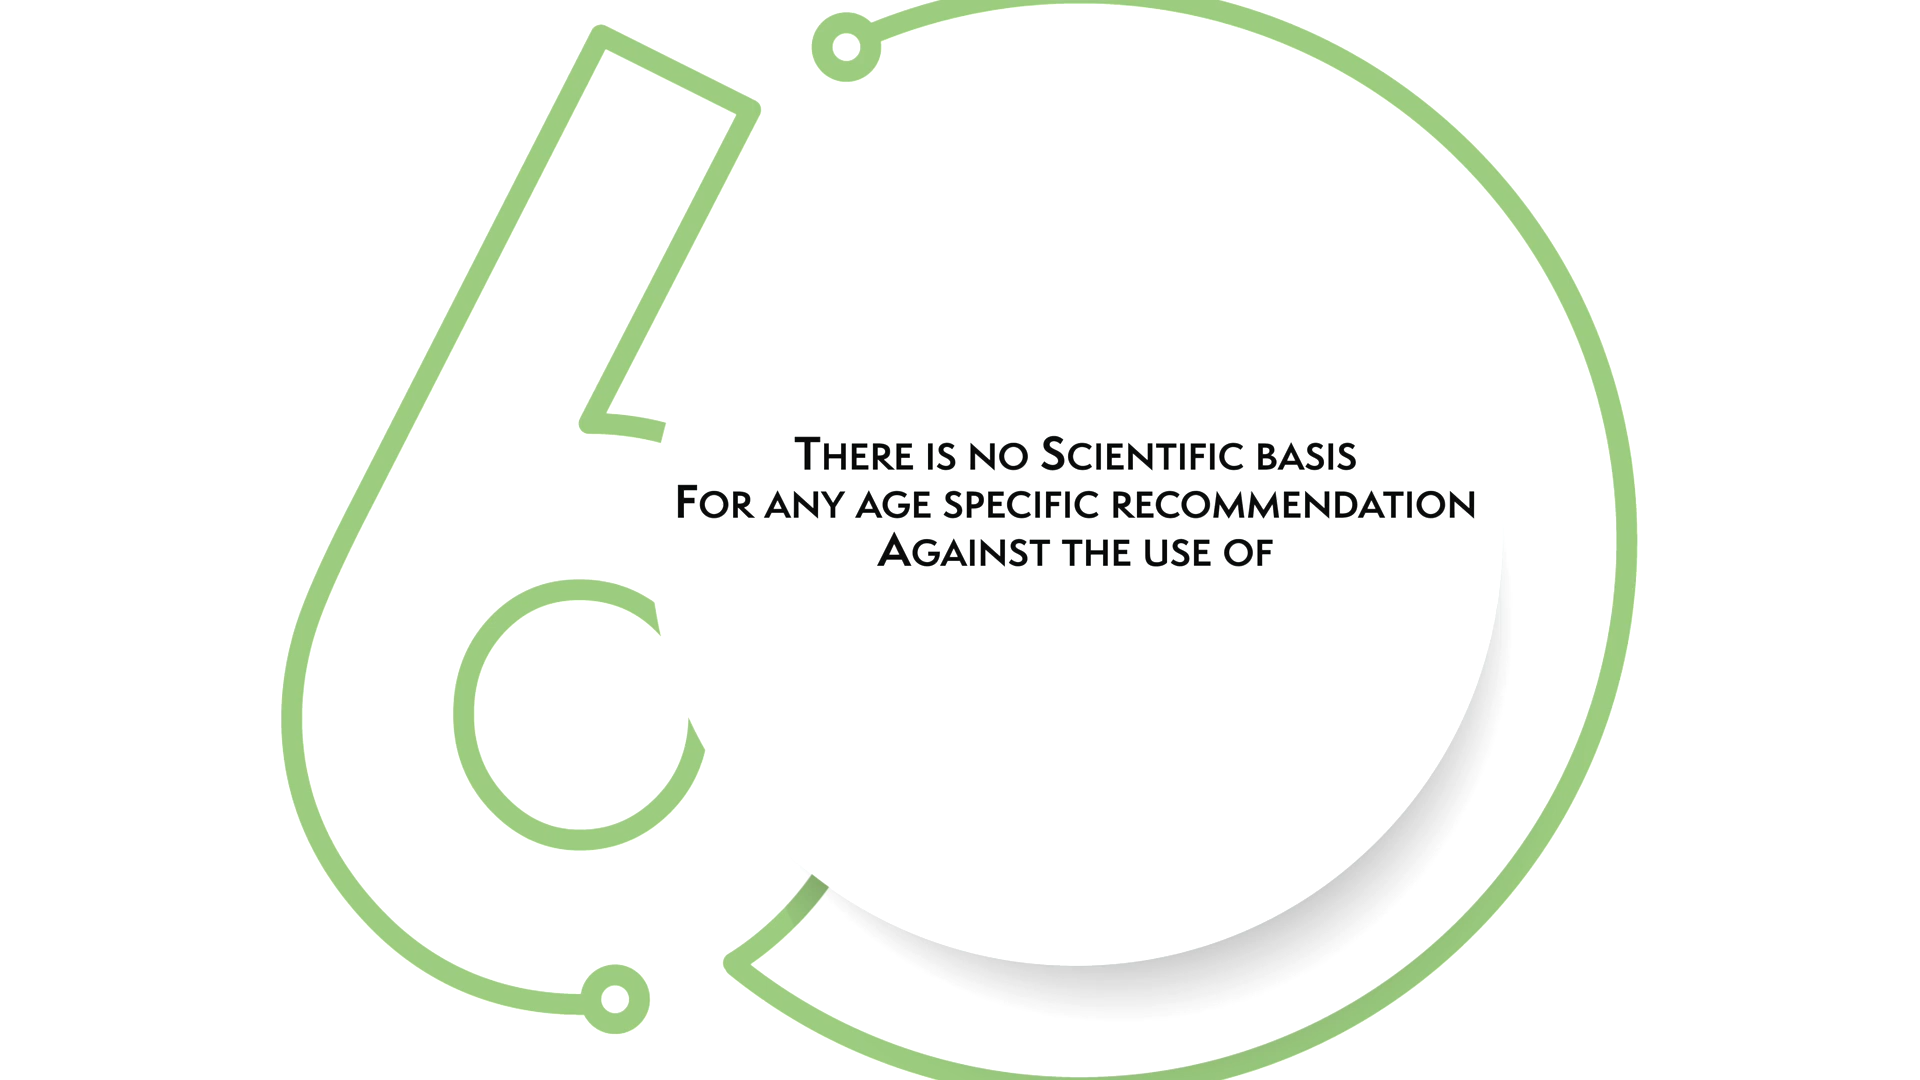 There is no Scientific basis
For any age specific recommendation
Against the use of